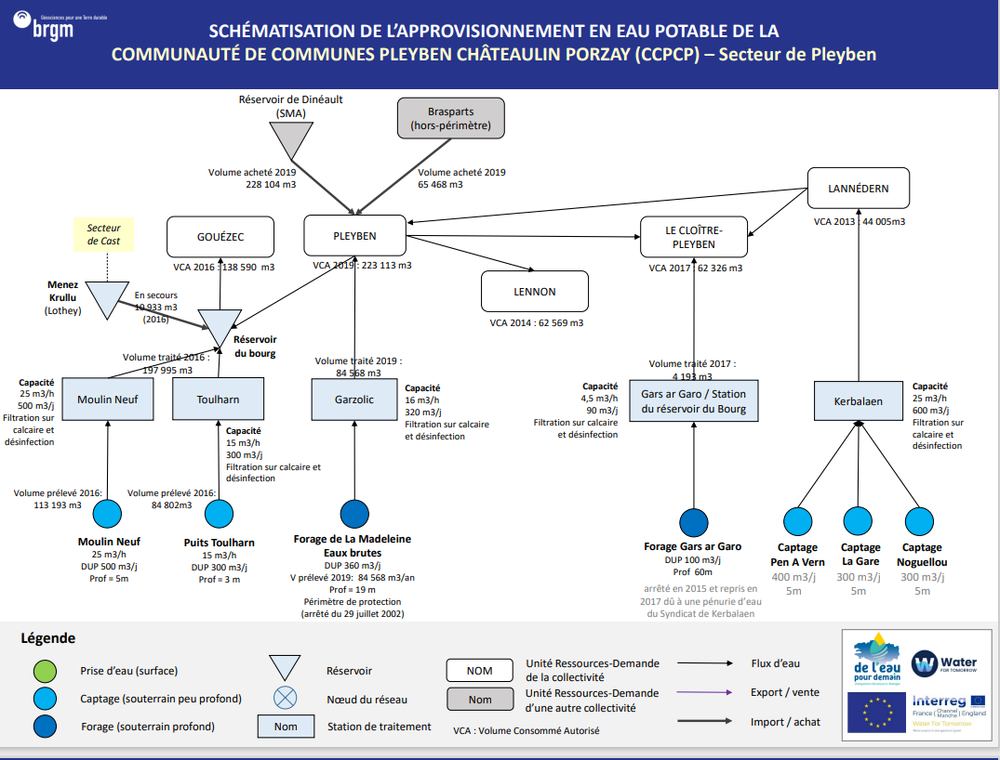 Géosciences pour une Terre durable
brgm
SCHÉMATISATION DE L'APPROVISIONNEMENT EN EAU POTABLE DE LA
COMMUNAUTÉ DE COMMUNES PLEYBEN CHÂTEAULIN PORZAY (CCPCP) – Secteur de Pleyben
Réservoir de Dinéault
(SMA)
Brasparts
(hors-périmètre)
Volume acheté 2019
228 104 m3
Volume acheté 2019
65 468 m3
LANNÉDERN
VCA 2013 : 44 005m3
Secteur
de Cast
GOUÉZEC
VCA 2016 : 138 590 m3
PLEYBEN
VCA 2019 : 223 113 m3
LE CLOÎTRE-
PLEYBEN
VCA 2017 : 62 326 m3
LENNON
VCA 2014 : 62 569 m3
Menez
Krullu
(Lothey)
En secours
10 933 m3
(2016)
Réservoir
du bourg
Volume traité 2016 :
197 995 m3
Volume traité 2019 :
84 568 m3
Volume traité 2017 :
4 193 m3
Capacité
25 m3/h
500 m3/j
Filtration sur
calcaire et
désinfection
Moulin Neuf
Toulharn
Capacité
15 m3/h
300 m3/j
Filtration sur calcaire et
désinfection
Garzolic
Capacité
16 m3/h
320 m3/j
Filtration sur calcaire
et désinfection
Capacité
4,5 m3/h
90 m3/j
Filtration sur calcaire
et désinfection
Gars ar Garo / Station
du réservoir du Bourg
Kerbalaen
Capacité
25 m3/h
600 m3/j
Filtration sur
calcaire et
désinfection
Volume prélevé 2016:
113 193 m3
Volume prélevé 2016:
84 802m3
Moulin Neuf
25 m3/h
DUP 500 m3/j
Prof = 5m
Puits Toulharn
15 m3/h
DUP 300 m3/j
Prof = 3 m
Forage de La Madeleine
Eaux brutes
DUP 360 m3/j
V prélevé 2019: 84 568 m3/an
Prof = 19 m
Périmètre de protection
(arrêté du 29 juillet 2002)
Forage Gars ar Garo
DUP 100 m3/j
Prof 60m
arrêté en 2015 et repris en
2017 dû à une pénurie d'eau
du Syndicat de Kerbalaen
Captage
Pen A Vern
400 m3/j
5m
Captage
La Gare
300 m3/j
5m
Captage
Noguellou
300 m3/j
5m
Légende
Prise d'eau (surface)
Captage (souterrain peu profond)
Forage (souterrain profond)
Réservoir
Nœud du réseau
Nom
Station de traitement
NOM
Unité Ressources-Demande
de la collectivité
Nom
Unité Ressources-Demande
d'une autre collectivité
VCA : Volume Consommé Autorisé
Flux d'eau
Export / vente
Import / achat
de l'eau
pour demain
Water
FOR TOMORROW
Interreg
France ( Channel Manche ) England
Water For Tomorrow